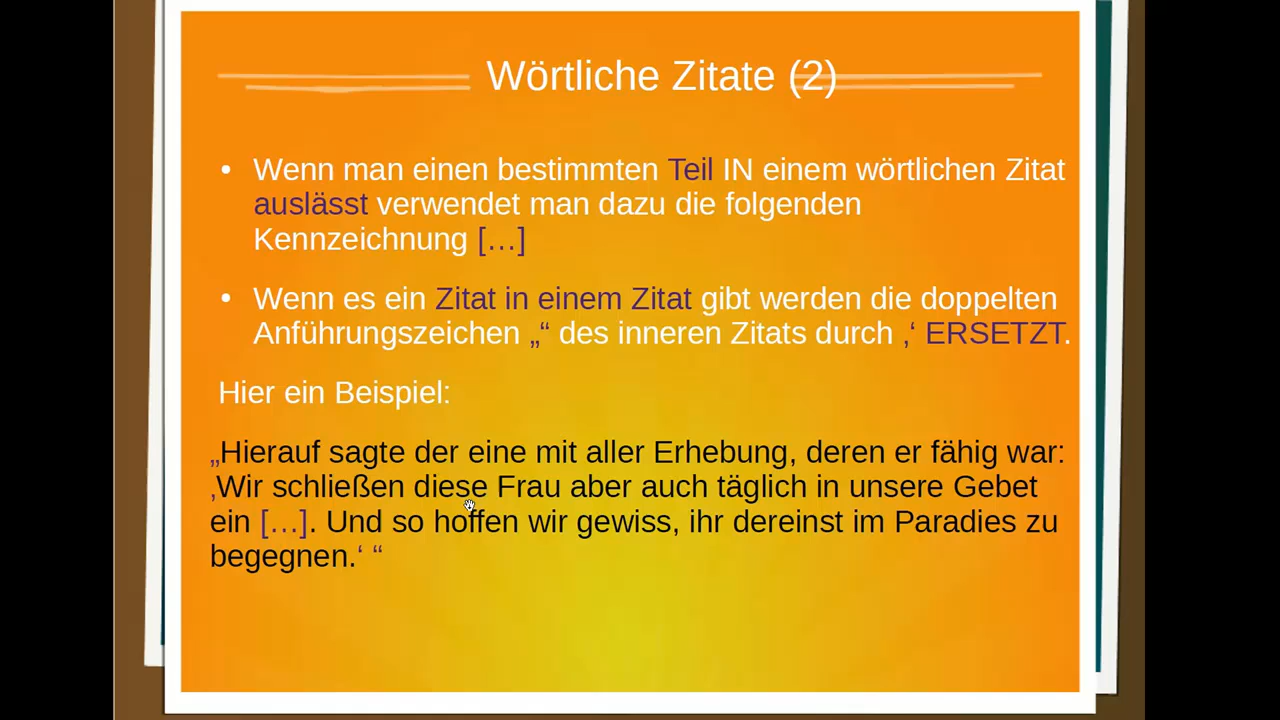 Wörtliche Zitate (2)
• Wenn man einen bestimmten Teil IN einem wörtlichen Zitat
auslässt verwendet man dazu die folgenden
Kennzeichnung […]
• Wenn es ein Zitat in einem Zitat gibt werden die doppelten
Anführungszeichen „“ des inneren Zitats durch ‚‘ ERSETZT.
Hier ein Beispiel:
„Hierauf sagte der eine mit aller Erhebung, deren er fähig war:
‚Wir schließen diese Frau aber auch täglich in unsere Gebet
ein […]. Und so hoffen wir gewiss, ihr dereinst im Paradies zu
begegnen.‘ “